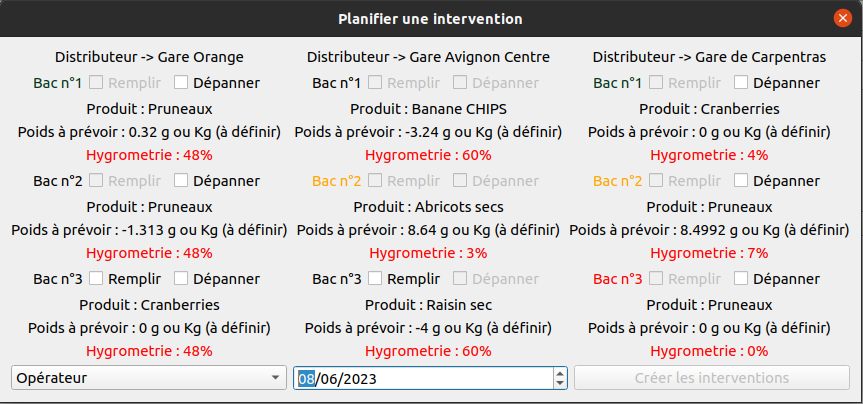 Planifier une intervention
Distributeur -> Gare Orange
Bac n°1 Remplir Dépanner
Produit : Pruneaux
Poids à prévoir : 0.32 g ou Kg (à définir)
Hygrometrie : 48%
Bac n°2 Remplir Dépanner
Produit : Pruneaux
Poids à prévoir : -1.313 g ou Kg (à définir)
Hygrometrie : 48%
Bac n°3 Remplir Dépanner
Produit : Cranberries
Poids à prévoir : 0 g ou Kg (à définir)
Hygrometrie : 48%
Distributeur -> Gare Avignon Centre
Bac n°1 Remplir Dépanner
Produit : Banane CHIPS
Poids à prévoir : -3.24 g ou Kg (à définir)
Hygrometrie : 60%
Bac n°2 Remplir Dépanner
Produit : Abricots secs
Poids à prévoir : 8.64 g ou Kg (à définir)
Hygrometrie : 3%
Bac n°3 Remplir Dépanner
Produit : Raisin sec
Poids à prévoir : -4 g ou Kg (à définir)
Hygrometrie : 60%
Distributeur -> Gare de Carpentras
Bac n°1 Remplir Dépanner
Produit : Cranberries
Poids à prévoir : 0 g ou Kg (à définir)
Hygrometrie : 4%
Bac n°2 Remplir Dépanner
Produit : Pruneaux
Poids à prévoir : 8.4992 g ou Kg (à définir)
Hygrometrie : 7%
Bac n°3 Remplir Dépanner
Produit : Pruneaux
Poids à prévoir : 0 g ou Kg (à définir)
Hygrometrie : 0%
Opérateur
08/06/2023
Créer les interventions